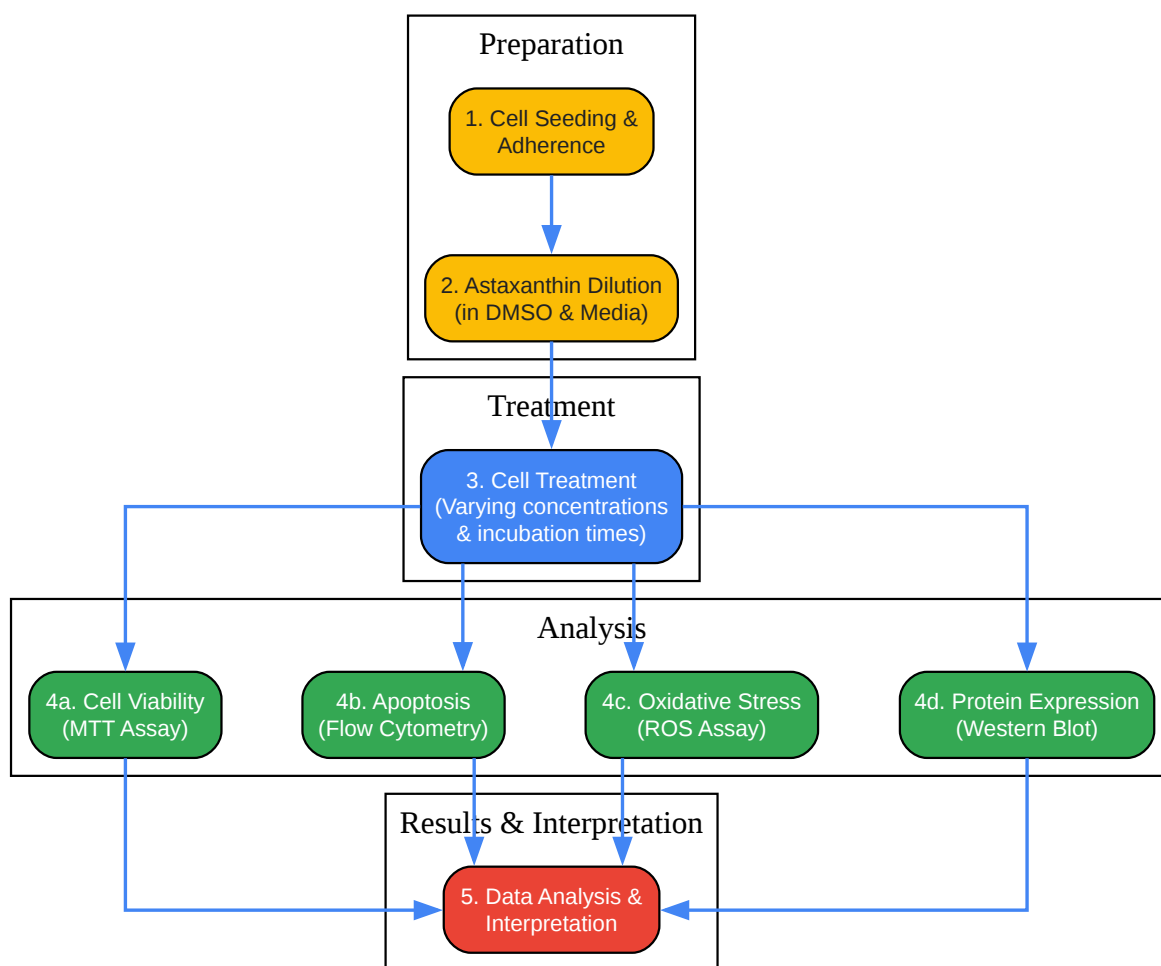 Preparation
1. Cell Seeding &
Adherence
2. Astaxanthin Dilution
(in DMSO & Media)
Treatment
3. Cell Treatment
(Varying concentrations
& incubation times)
Analysis
4a. Cell Viability
(MTT Assay)
4b. Apoptosis
(Flow Cytometry)
4c. Oxidative Stress
(ROS Assay)
4d. Protein Expression
(Western Blot)
Results & Interpretation
5. Data Analysis &
Interpretation